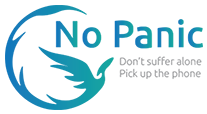 No Panic
Don't suffer alone
Pick up the phone